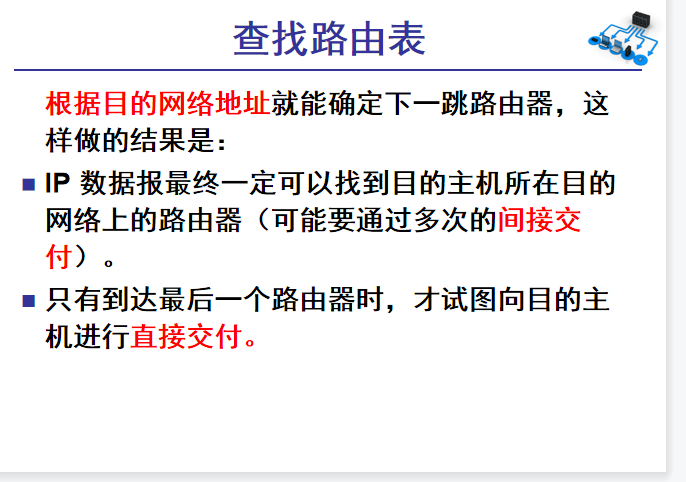 查找路由表
根据目的网络地址就能确定下一跳路由器，这
样做的结果是：
■ IP 数据报最终一定可以找到目的主机所在目的
网络上的路由器（可能要通过多次的间接交
付）。
■ 只有到达最后一个路由器时，才试图向目的主
机进行直接交付。